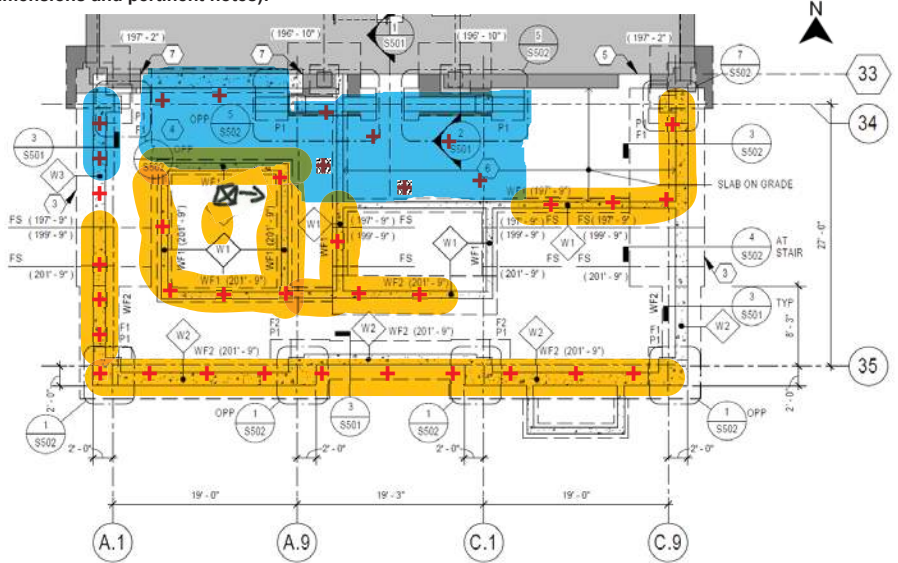 imensions and pertinent notes).
N
( 197' - 2" )
7
7
( 196' - 10" )
1
S501
( 196' - 10" )
5
S502
( 197' - 2" )
5
7
S502
33
34
3
S501
W3
3
P1
F1
4
OPP
5
S502
P1
2
S501
6
P1
F1
3
S502
OPP
S502
WF1
SLAB ON GRADE
WF1 (197' - 9")
FS
( 197' - 9" )
( 199' - 9" )
FS
( 201' - 9" )
WF1 (201' - 9")
W1
W1
WF1
(201' - 9")
WF1 (201' - 9")
( 197' - 9" )
FS
( 199' - 9" )
FS
W1
WF1
( 197' - 9" )
( 199' - 9" )
FS
FS
W1
( 197' - 9" )
( 199' - 9" )
( 201' - 9" )
4
S502
AT
STAIR
3
27' - 0"
WF2 (201' - 9")
WF2
F1
P1
W2
WF2 (201' - 9")
F2
P1
W2
WF2 (201' - 9")
F2
P1
W2
WF2 (201' - 9")
WF2
F1
P1
W2
3
S501
TYP
8' - 3"
35
2' - 0"
1
S502
OPP
1
S502
3
S501
1
S502
1
S502
OPP
2' - 0"
2' - 0"
2' - 0"
2' - 0"
2' - 0"
19' - 0"
19' - 3"
19' - 0"
A.1
A.9
C.1
C.9